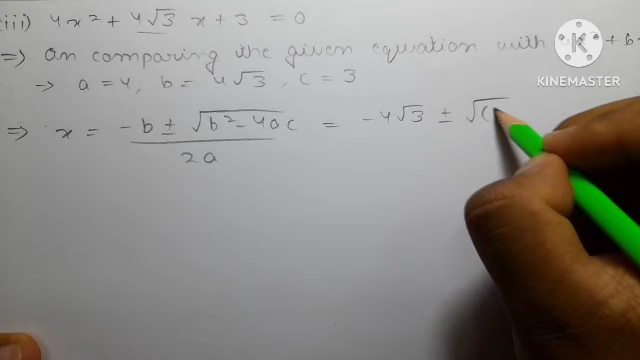 iii) 4x² + 4√3 x + 3 = 0
⇒ on comparing the given equation with
→ a = 4, b = 4√3, c = 3
⇒ x = -b ± √b² - 4ac / 2a = -4√3 ± √(
KINEMASTER